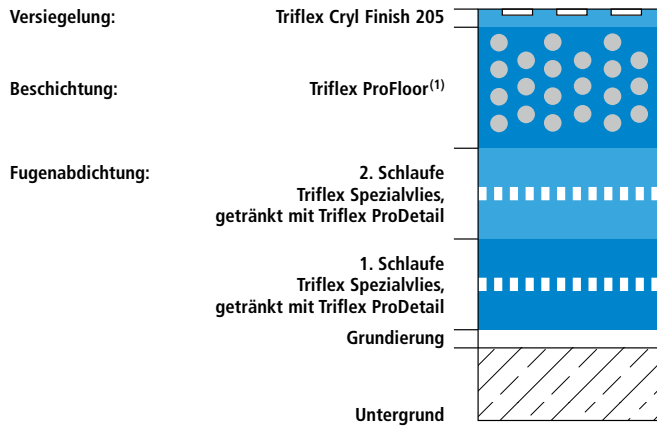 Versiegelung: Triflex Cryl Finish 205
Beschichtung: Triflex ProFloor(1)
Fugenabdichtung: 2. Schlaufe
Triflex Spezialvlies,
getränkt mit Triflex ProDetail
1. Schlaufe
Triflex Spezialvlies,
getränkt mit Triflex ProDetail
Grundierung
Untergrund